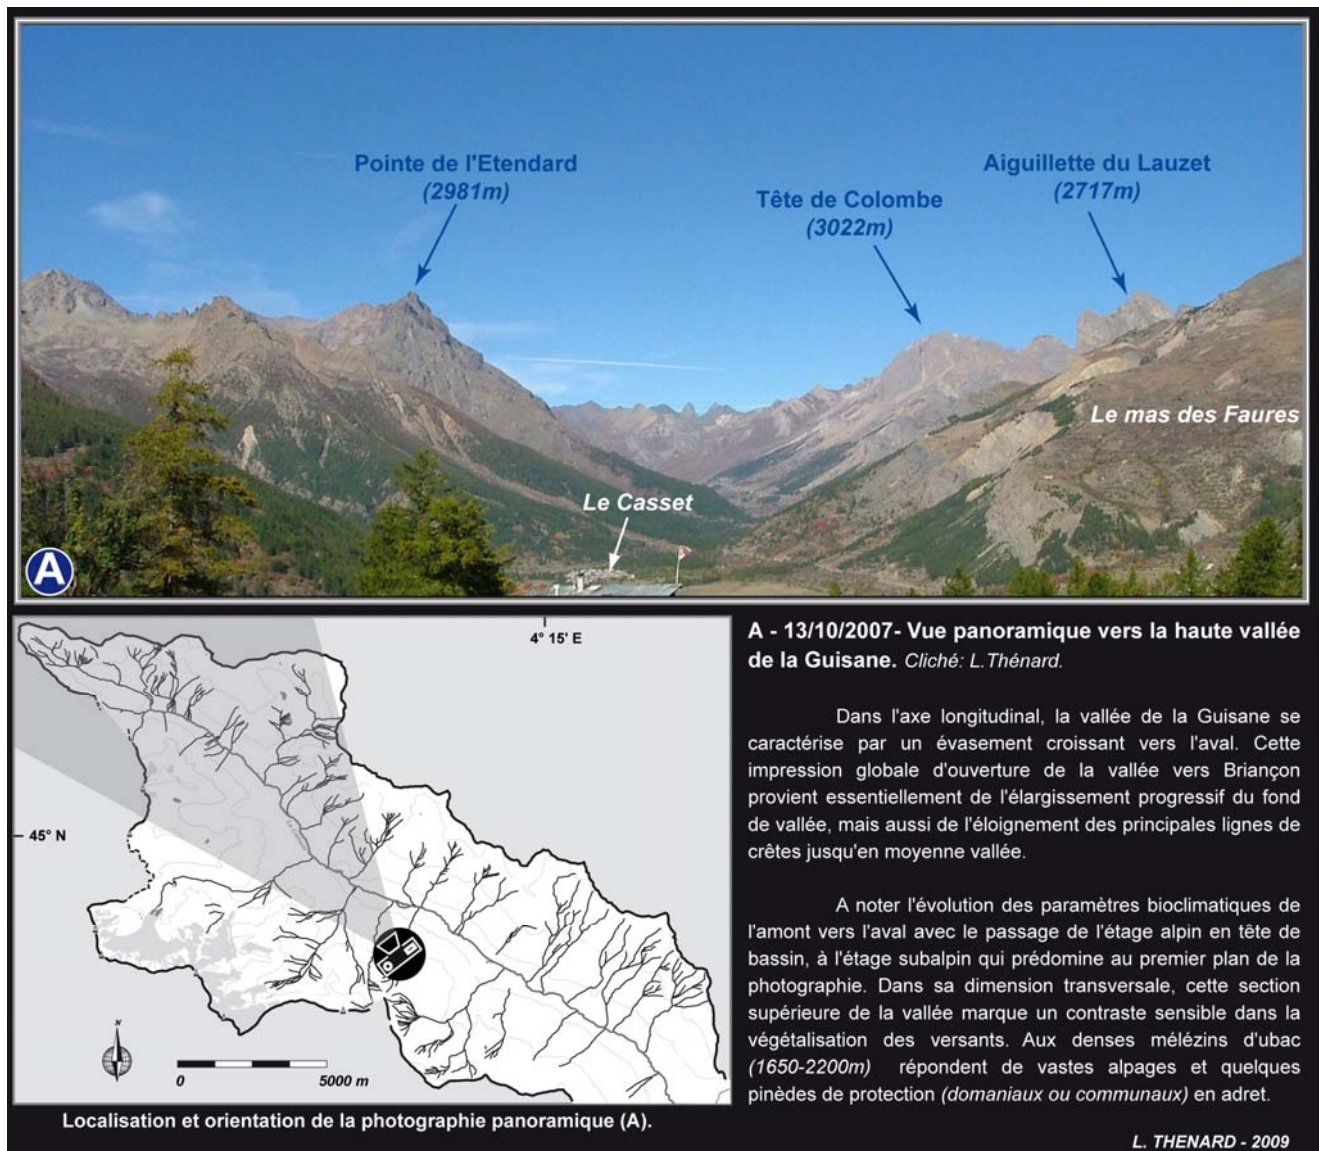 Pointe de l'Etendard
(2981m)
Tête de Colombe
(3022m)
Aiguillette du Lauzet
(2717m)
Le mas des Faures
Le Casset
A
4° 15' E
45° N
N
0
5000 m
Localisation et orientation de la photographie panoramique (A).
A - 13/10/2007- Vue panoramique vers la haute vallée
de la Guisane. Cliché: L.Thénard.
Dans l'axe longitudinal, la vallée de la Guisane se
caractérise par un évasement croissant vers l'aval. Cette
impression globale d'ouverture de la vallée vers Briançon
provient essentiellement de l'élargissement progressif du fond
de vallée, mais aussi de l'éloignement des principales lignes de
crêtes jusqu'en moyenne vallée.
A noter l'évolution des paramètres bioclimatiques de
l'amont vers l'aval avec le passage de l'étage alpin en tête de
bassin, à l'étage subalpin qui prédomine au premier plan de la
photographie. Dans sa dimension transversale, cette section
supérieure de la vallée marque un contraste sensible dans la
végétalisation des versants. Aux denses mélézins d'ubac
(1650-2200m) répondent de vastes alpages et quelques
pinèdes de protection (domaniaux ou communaux) en adret.
L. THENARD - 2009